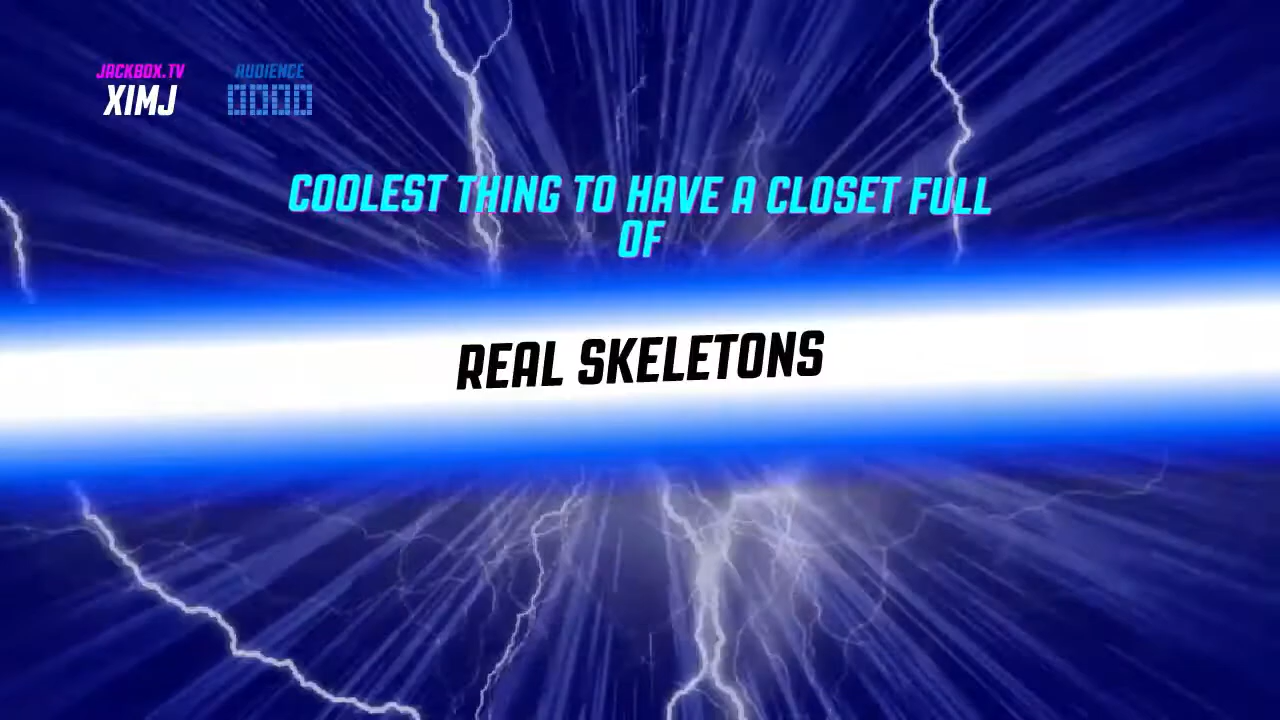 JACKBOX.TV
AUDIENCE
XIMJ
0000
COOLEST THING TO HAVE A CLOSET FULL
OF
REAL SKELETONS